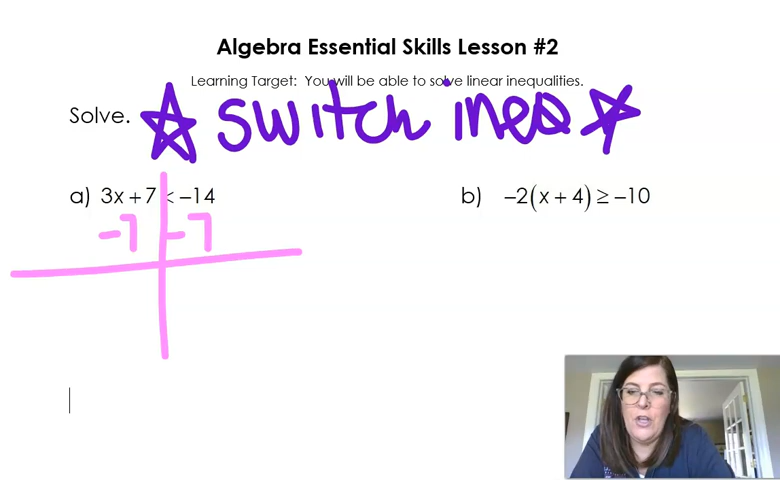 Algebra Essential Skills Lesson #2
Learning Target: You will be able to solve linear inequalities.
Solve. ☆ switch ineq ☆
a) 3x + 7 < −14
−7 −7
b) −2(x + 4) ≥ −10